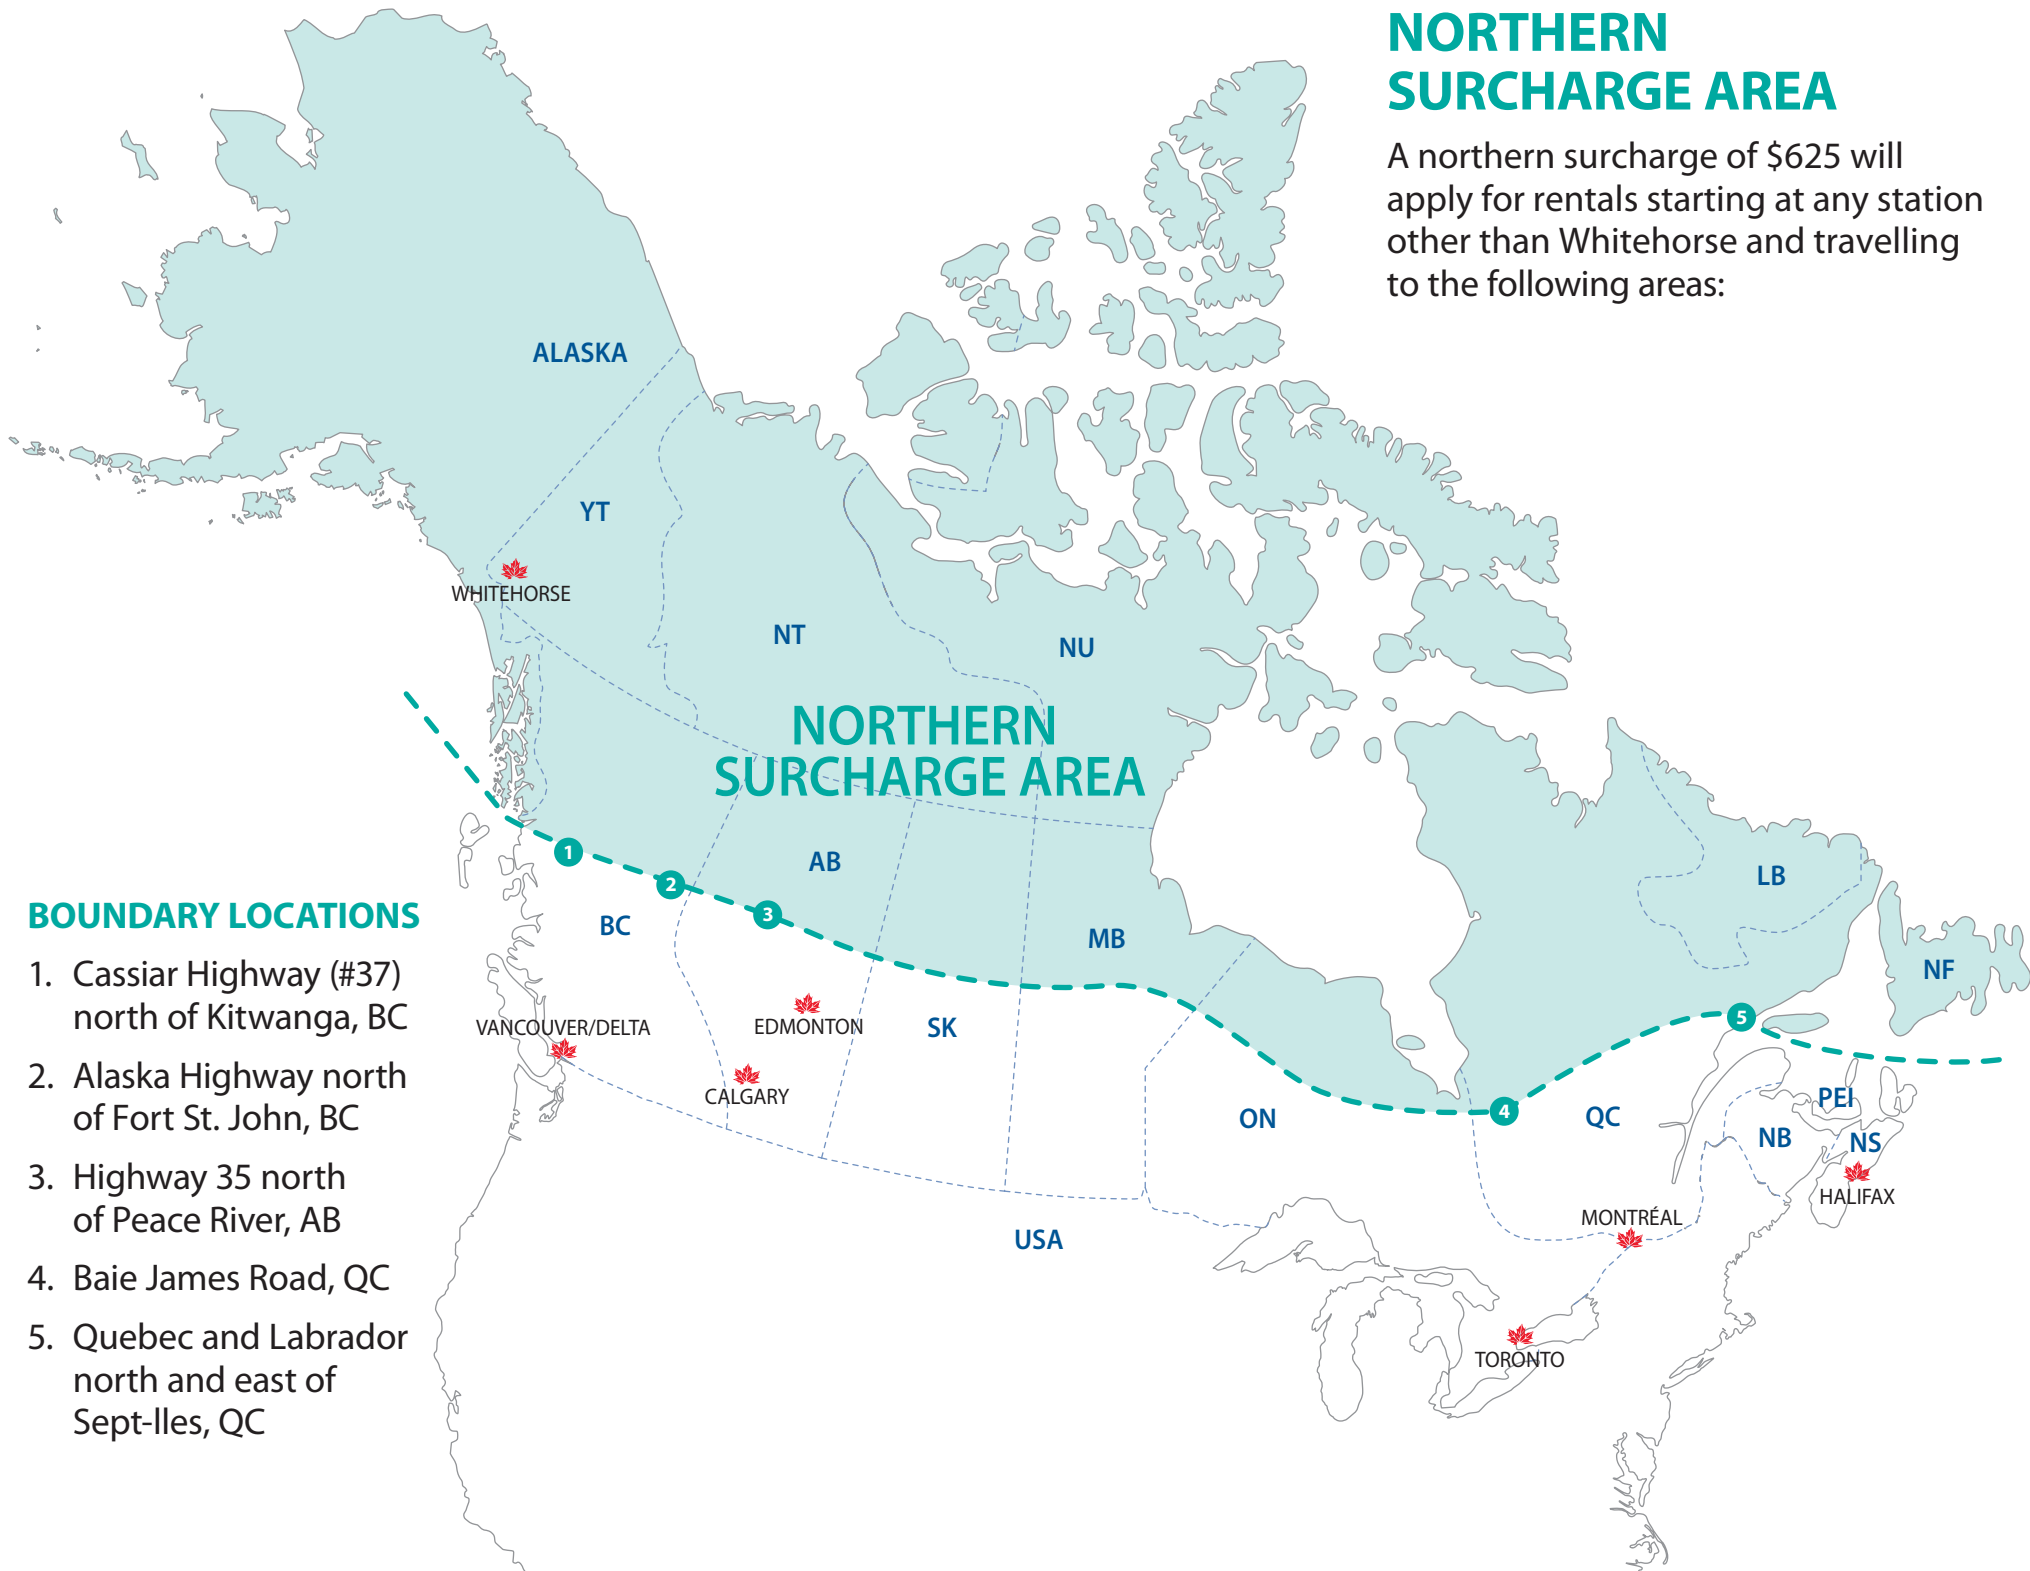 NORTHERN
SURCHARGE AREA
A northern surcharge of $625 will
apply for rentals starting at any station
other than Whitehorse and travelling
to the following areas:
ALASKA
YT
WHITEHORSE
NT
NU
NORTHERN
SURCHARGE AREA
1
2
3
AB
LB
BC
MB
NF
5
VANCOUVER/DELTA
EDMONTON
SK
CALGARY
ON
4
QC
PEI
NB
NS
HALIFAX
MONTRÉAL
USA
TORONTO
BOUNDARY LOCATIONS
1. Cassiar Highway (#37)
north of Kitwanga, BC
2. Alaska Highway north
of Fort St. John, BC
3. Highway 35 north
of Peace River, AB
4. Baie James Road, QC
5. Quebec and Labrador
north and east of
Sept-lles, QC